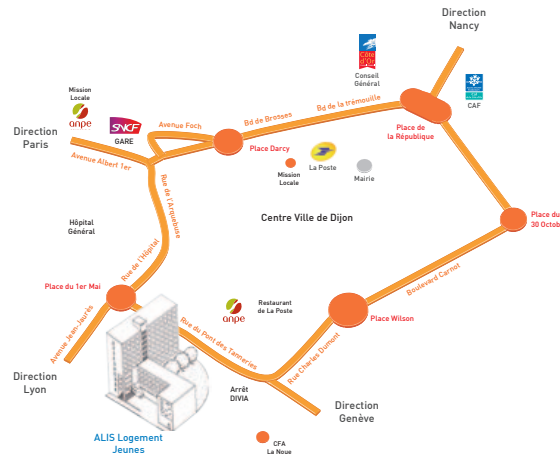 Direction
Nancy
Côte
d'Or
Conseil
Général
CAF
Mission
Locale
anpe
SNCF
GARE
Direction
Paris
Avenue Foch
Avenue Albert 1er
Bd de Brosses
Bd de la trémouille
Place Darcy
Place de
la République
Mission
Locale
La Poste
Mairie
Rue de l'Arquebuse
Hôpital
Général
Centre Ville de Dijon
Place du
30 Octob
Rue de l'Hôpital
Place du 1er Mai
Boulevard Carnot
anpe
Restaurant
de La Poste
Place Wilson
Avenue Jean-Jaurès
Rue du Pont des Tanneries
Rue Charles Dumont
Direction
Lyon
Arrêt
DIVIA
Direction
Genève
ALIS Logement
Jeunes
CFA
La Noue